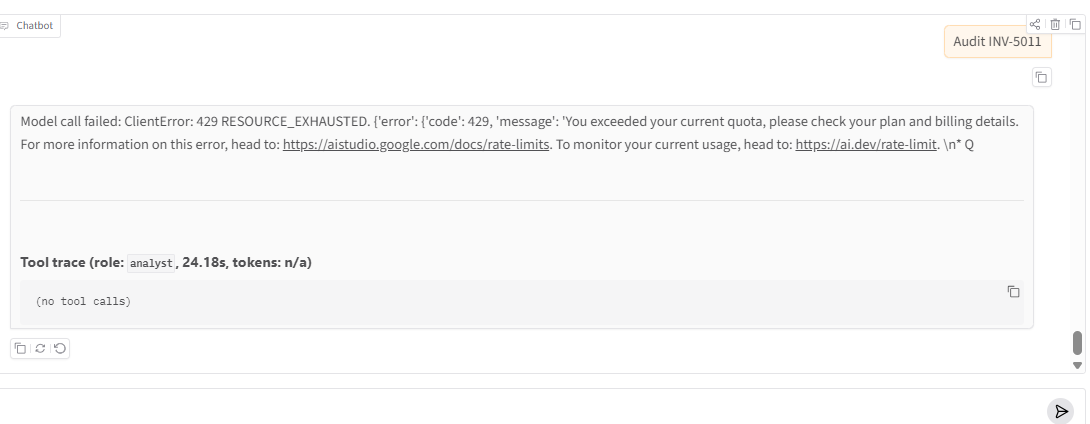 Chatbot
Audit INV-5011
Model call failed: ClientError: 429 RESOURCE_EXHAUSTED. {'error': {'code': 429, 'message': 'You exceeded your current quota, please check your plan and billing details.
For more information on this error, head to: https://aistudio.google.com/docs/rate-limits. To monitor your current usage, head to: https://ai.dev/rate-limit. \n* Q
Tool trace (role: analyst, 24.18s, tokens: n/a)
(no tool calls)